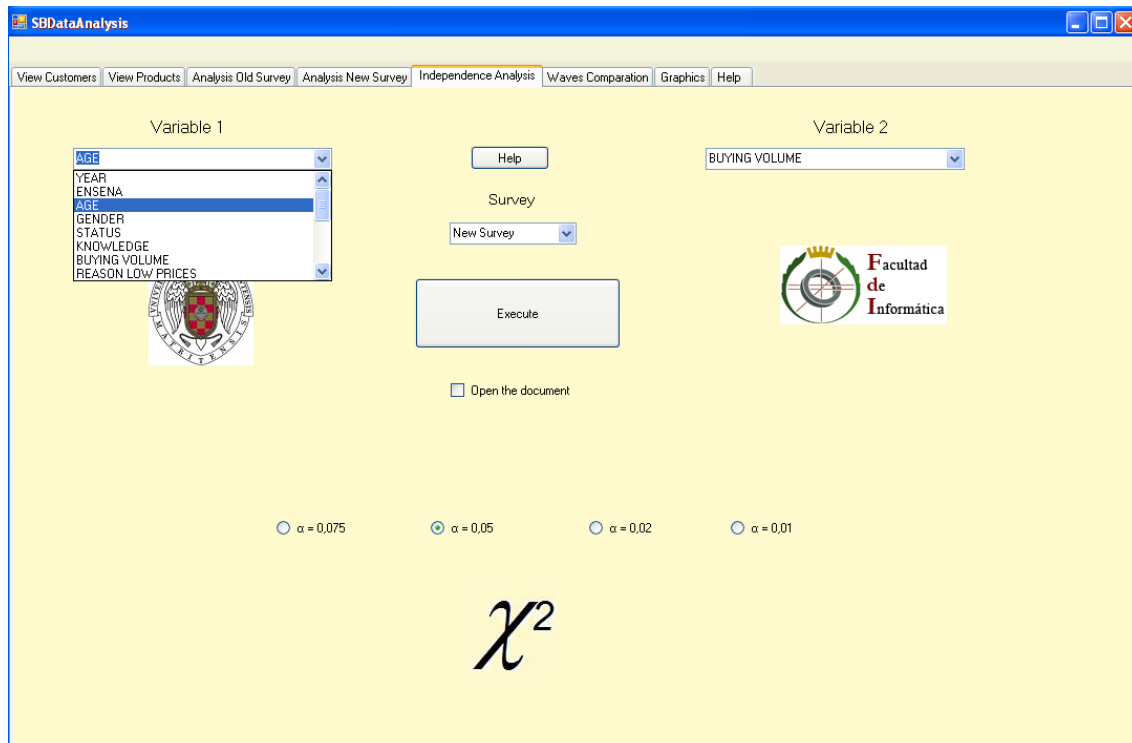 SBDataAnalysis
View Customers View Products Analysis Old Survey Analysis New Survey Independence Analysis Waves Comparation Graphics Help
Variable 1
Variable 2
AGE
Help
BUYING VOLUME
YEAR
ENSENA
AGE
GENDER
STATUS
KNOWLEDGE
BUYING VOLUME
REASON LOW PRICES
Survey
New Survey
Facultad
de
Informática
MATRITENSIS
Execute
Open the document
α = 0,075
α = 0,05
α = 0,02
α = 0,01
χ²